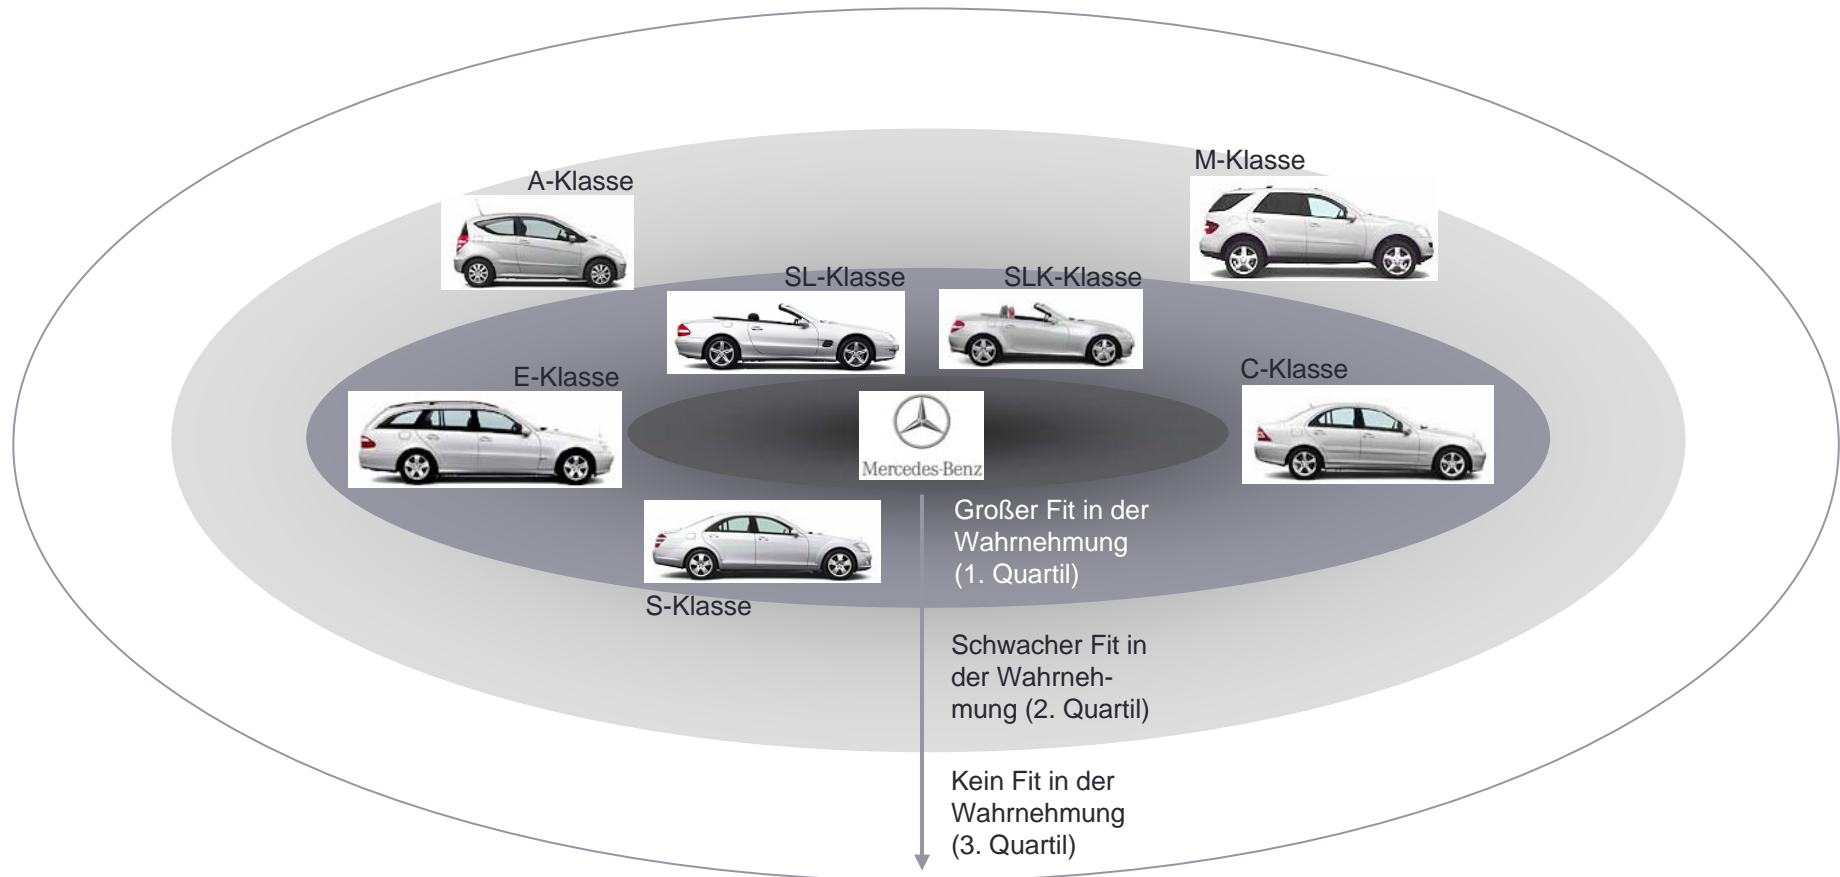 M-Klasse
A-Klasse
SL-Klasse
SLK-Klasse
E-Klasse
C-Klasse
Mercedes-Benz
Großer Fit in der
Wahrnehmung
(1. Quartil)
S-Klasse
Schwacher Fit in
der Wahrneh-
mung (2. Quartil)
Kein Fit in der
Wahrnehmung
(3. Quartil)